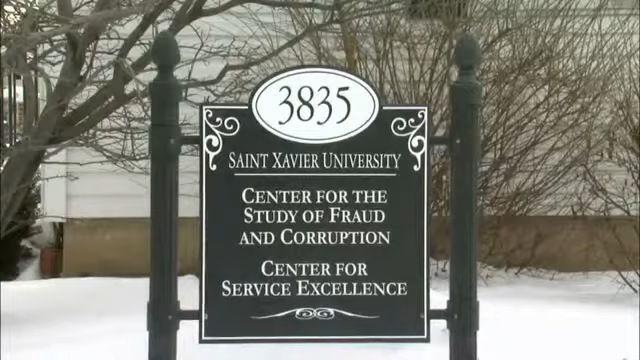 3835
SAINT XAVIER UNIVERSITY
CENTER FOR THE
STUDY OF FRAUD
AND CORRUPTION
CENTER FOR
SERVICE EXCELLENCE